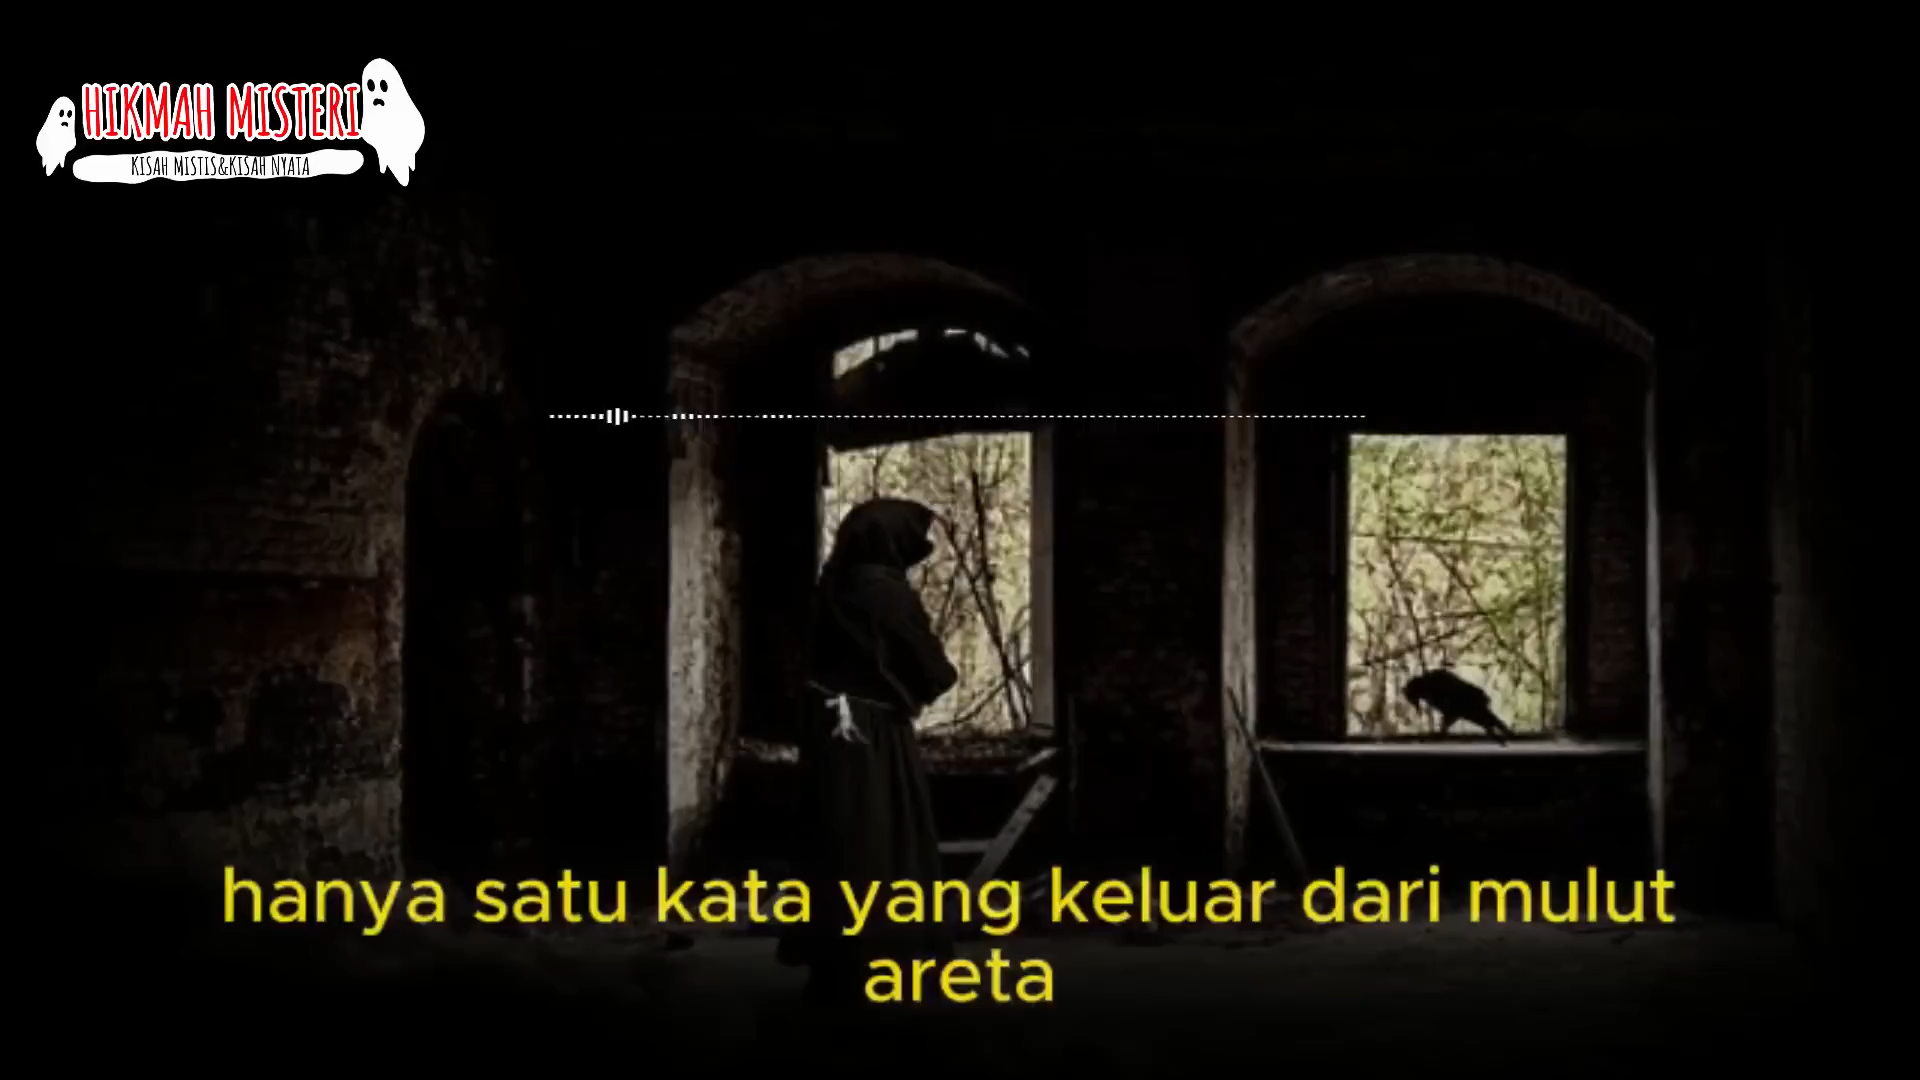 HIKMAH MISTERI
KISAH MISTIS&KISAH NYATA
hanya satu kata yang keluar dari mulut
areta